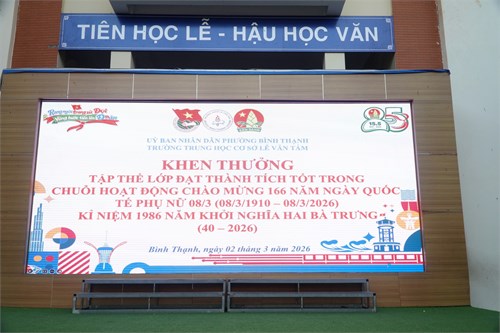 TIÊN HỌC LỄ - HẬU HỌC VĂN
ỦY BAN NHÂN DÂN PHƯỜNG BÌNH THẠNH
TRƯỜNG TRUNG HỌC CƠ SỞ LÊ VĂN TÁM
KHEN THƯỞNG
TẬP THỂ LỚP ĐẠT THÀNH TÍCH TỐT TRONG
CHUỖI HOẠT ĐỘNG CHÀO MỪNG 166 NĂM NGÀY QUỐC
TẾ PHỤ NỮ 08/3 (08/3/1910 – 08/3/2026)
KỈ NIỆM 1986 NĂM KHỞI NGHĨA HAI BÀ TRƯNG
(40 – 2026)
Bình Thạnh, ngày 02 tháng 3 năm 2026